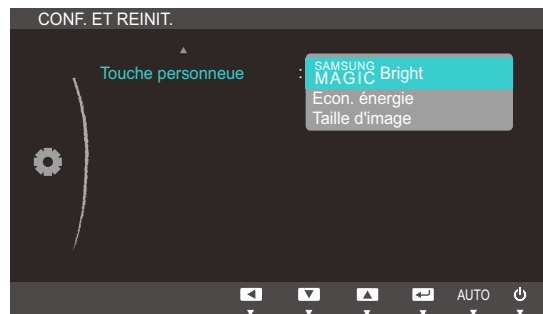 CONF. ET REINIT.
Touche personneue : SAMSUNG MAGIC Bright
Econ. énergie
Taille d'image
AUTO